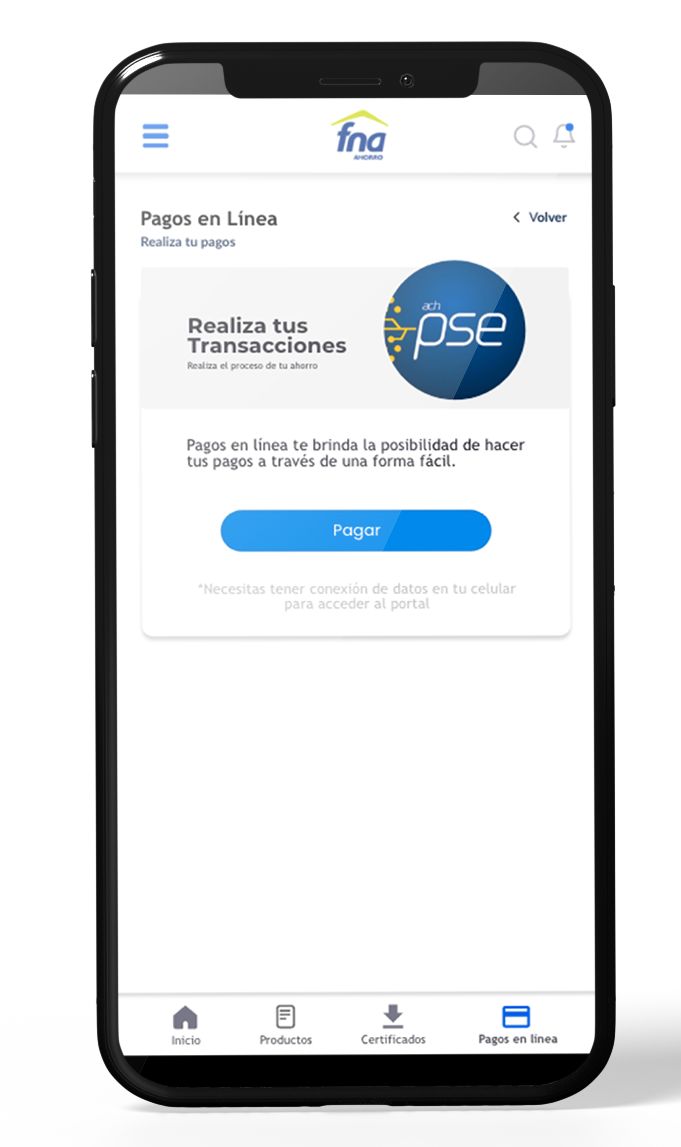 fna
AHORRO
Pagos en Línea
Volver
Realiza tu pagos
ach
pse
Realiza tus
Transacciones
Realiza el proceso de tu ahorro
Pagos en línea te brinda la posibilidad de hacer
tus pagos a través de una forma fácil.
Pagar
*Necesitas tener conexión de datos en tu celular
para acceder al portal
Inicio
Productos
Certificados
Pagos en línea